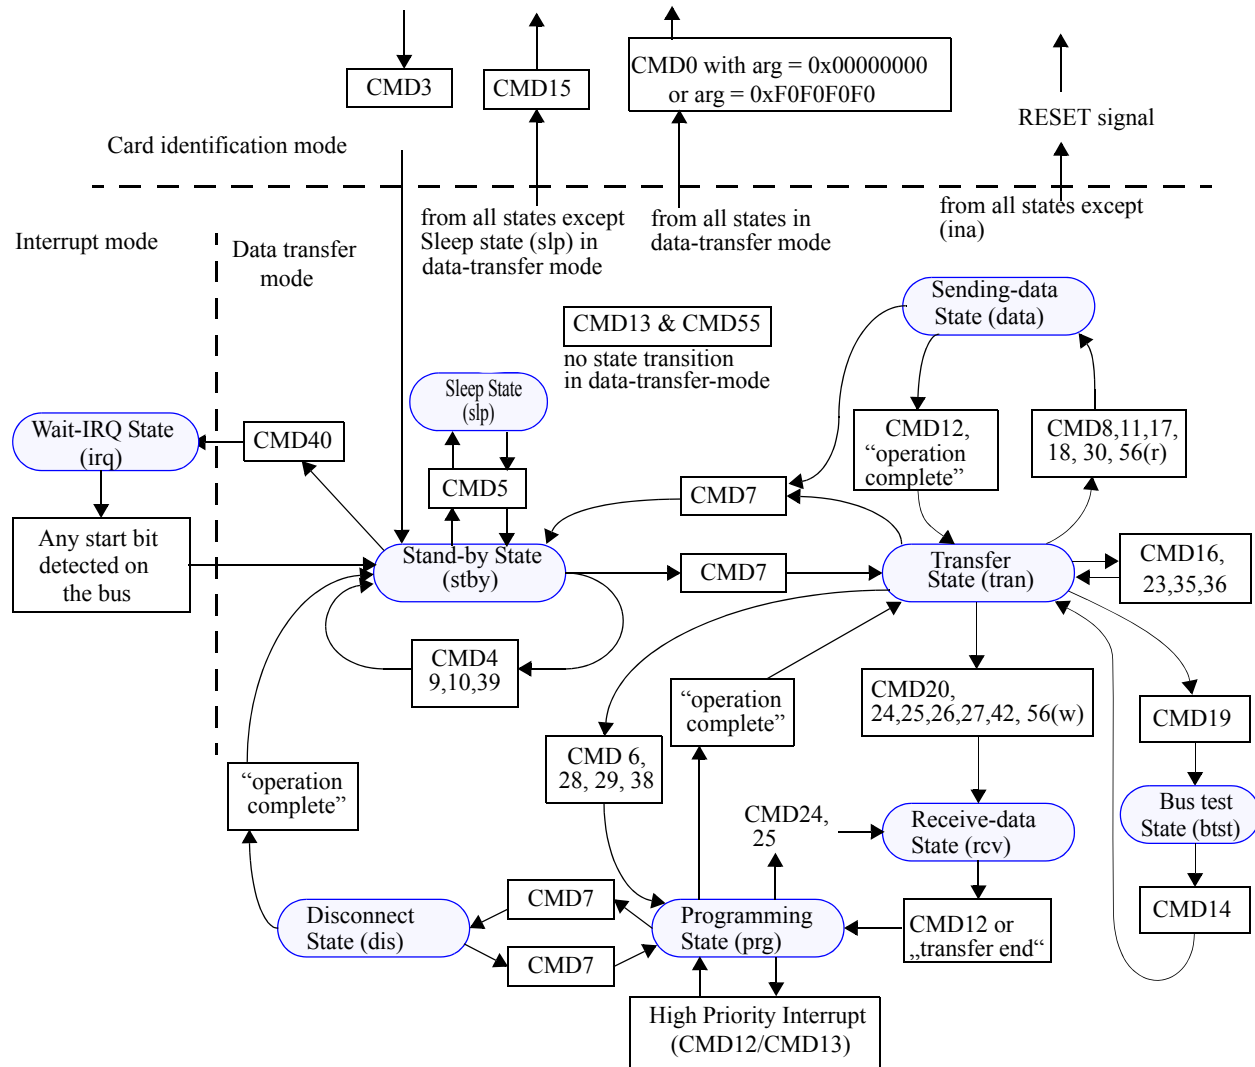 CMD3
CMD15
CMD0 with arg = 0x00000000
or arg = 0xF0F0F0F0
RESET signal
Card identification mode
from all states except
Sleep state (slp) in
data-transfer mode
from all states in
data-transfer mode
from all states except
(ina)
Interrupt mode
Data transfer
mode
CMD13 & CMD55
no state transition
in data-transfer-mode
Sending-data
State (data)
Sleep State
(slp)
Wait-IRQ State
(irq)
CMD40
CMD5
CMD7
CMD12,
“operation
complete”
CMD8,11,17,
18, 30, 56(r)
Any start bit
detected on
the bus
Stand-by State
(stby)
CMD7
Transfer
State (tran)
CMD16,
23,35,36
CMD4
9,10,39
“operation
complete”
CMD20,
24,25,26,27,42, 56(w)
CMD19
CMD 6,
28, 29, 38
“operation
complete”
CMD24,
25
Receive-data
State (rcv)
Bus test
State (btst)
Disconnect
State (dis)
CMD7
CMD7
Programming
State (prg)
CMD12 or
„transfer end“
CMD14
High Priority Interrupt
(CMD12/CMD13)